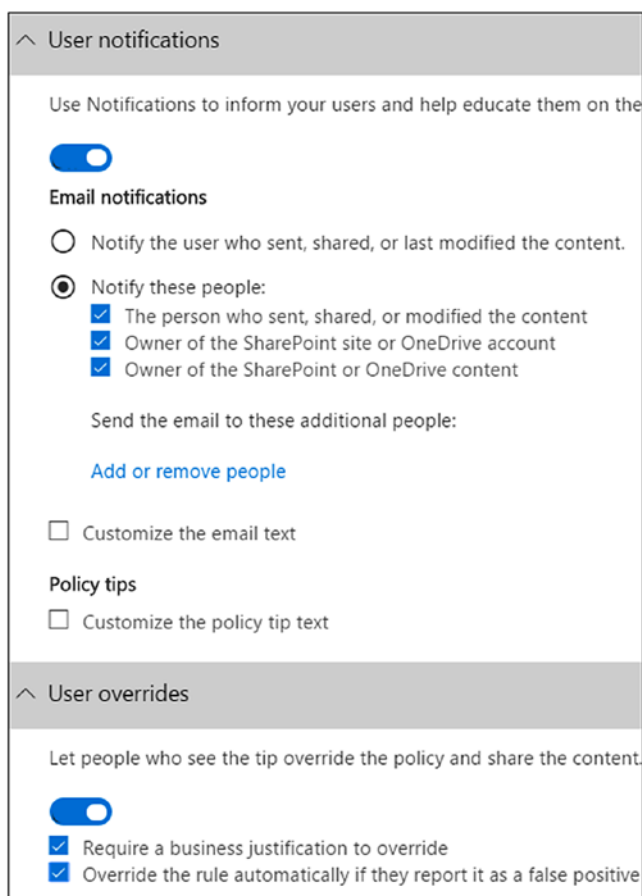 User notifications
Use Notifications to inform your users and help educate them on the
Email notifications
Notify the user who sent, shared, or last modified the content.
Notify these people:
The person who sent, shared, or modified the content
Owner of the SharePoint site or OneDrive account
Owner of the SharePoint or OneDrive content
Send the email to these additional people:
Add or remove people
Customize the email text
Policy tips
Customize the policy tip text
User overrides
Let people who see the tip override the policy and share the content.
Require a business justification to override
Override the rule automatically if they report it as a false positive